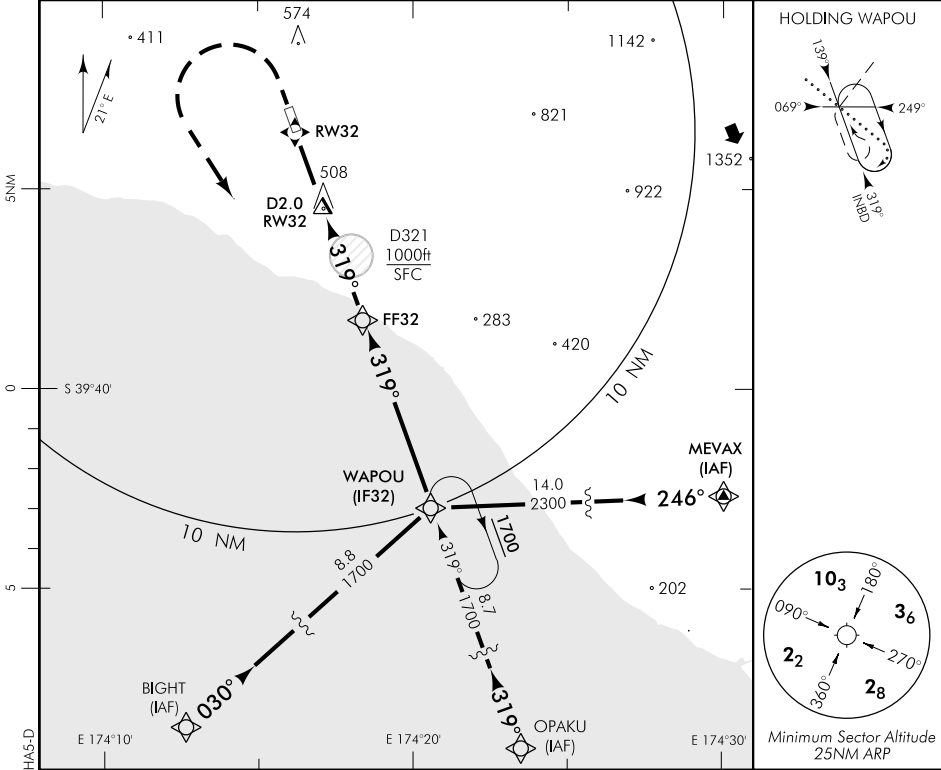 574
411
1142
HOLDING WAPOU
139°
21° E
821
069°
249°
RW32
1352
508
5NM
922
319°
INBD
D2.0
RW32
D321
1000ft
SFC
319°
FF32
283
420
319°
10 NM
0
S 39°40'
MEVAX
(IAF)
WAPOU
(IF32)
14.0
2300
246°
1700
10 NM
319°
8.8
1700
8.7
1700
5
202
103
180°
090°
36
22
270°
360°
28
BIGHT
(IAF)
030°
319°
OPAKU
(IAF)
HA5-D
E 174°10'
E 174°20'
E 174°30'
Minimum Sector Altitude
25NM ARP